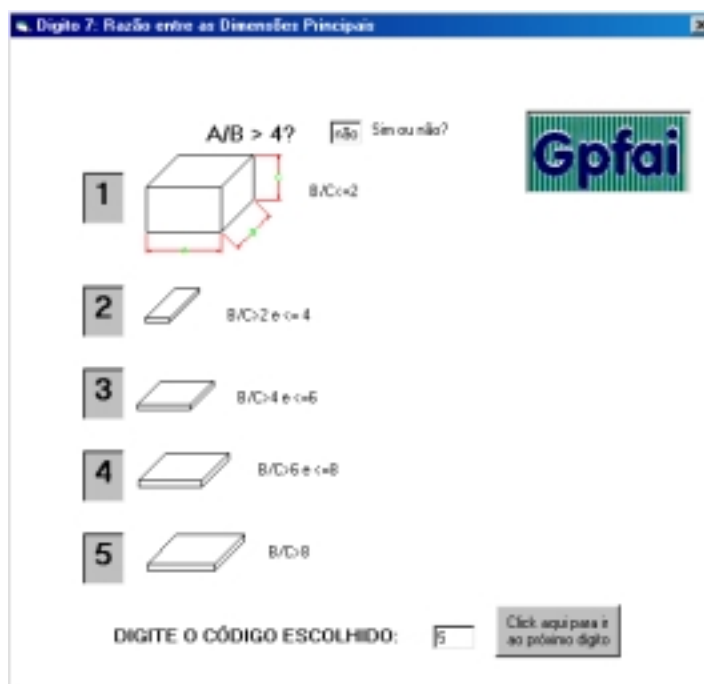 Digito 7: Razão entre as Dimensões Principais
A/B > 4? não Sim ou não?
Gpfai
1 B/C<=2
2 B/C>2 e <= 4
3 B/C>4 e <=6
4 B/C>6 e <=8
5 B/C>8
DIGITE O CÓDIGO ESCOLHIDO: 5
Click aqui para ir
ao próximo digito